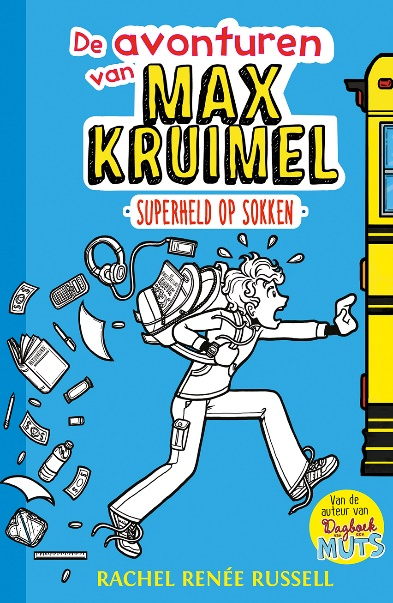 De avonturen
van MAX
KRUIMEL
SUPERHELD OP SOKKEN
Van de
auteur van
Dagboek
MUTS
RACHEL RENÉE RUSSELL